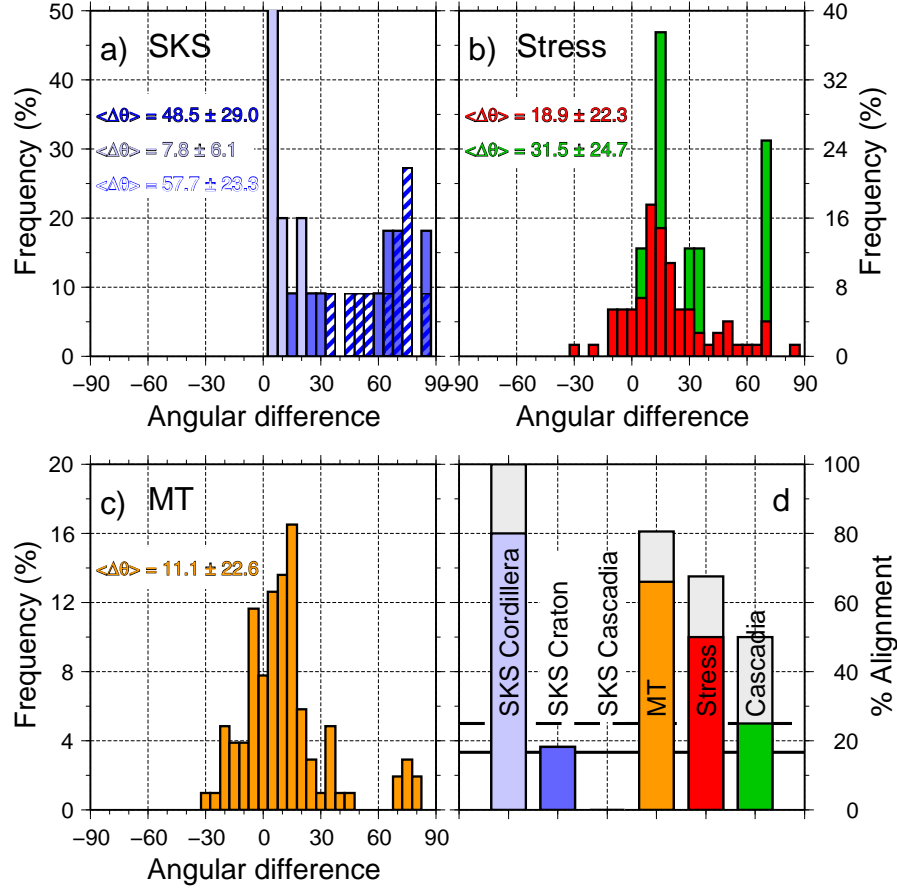 a) SKS
50
40
30
20
10
0
Frequency (%)
<Δθ> = 48.5 ± 29.0
<Δθ> = 7.8 ± 6.1
<Δθ> = 57.7 ± 23.3
−90 −60 −30 0 30 60 90
Angular difference
b) Stress
40
32
24
16
8
0
Frequency (%)
<Δθ> = 18.9 ± 22.3
<Δθ> = 31.5 ± 24.7
−90 −60 −30 0 30 60 90
Angular difference
c) MT
20
16
12
8
4
0
Frequency (%)
<Δθ> = 11.1 ± 22.6
−90 −60 −30 0 30 60 90
Angular difference
d
100
80
60
40
20
0
% Alignment
SKS Cordillera
SKS Craton
SKS Cascadia
MT
Stress
Cascadia